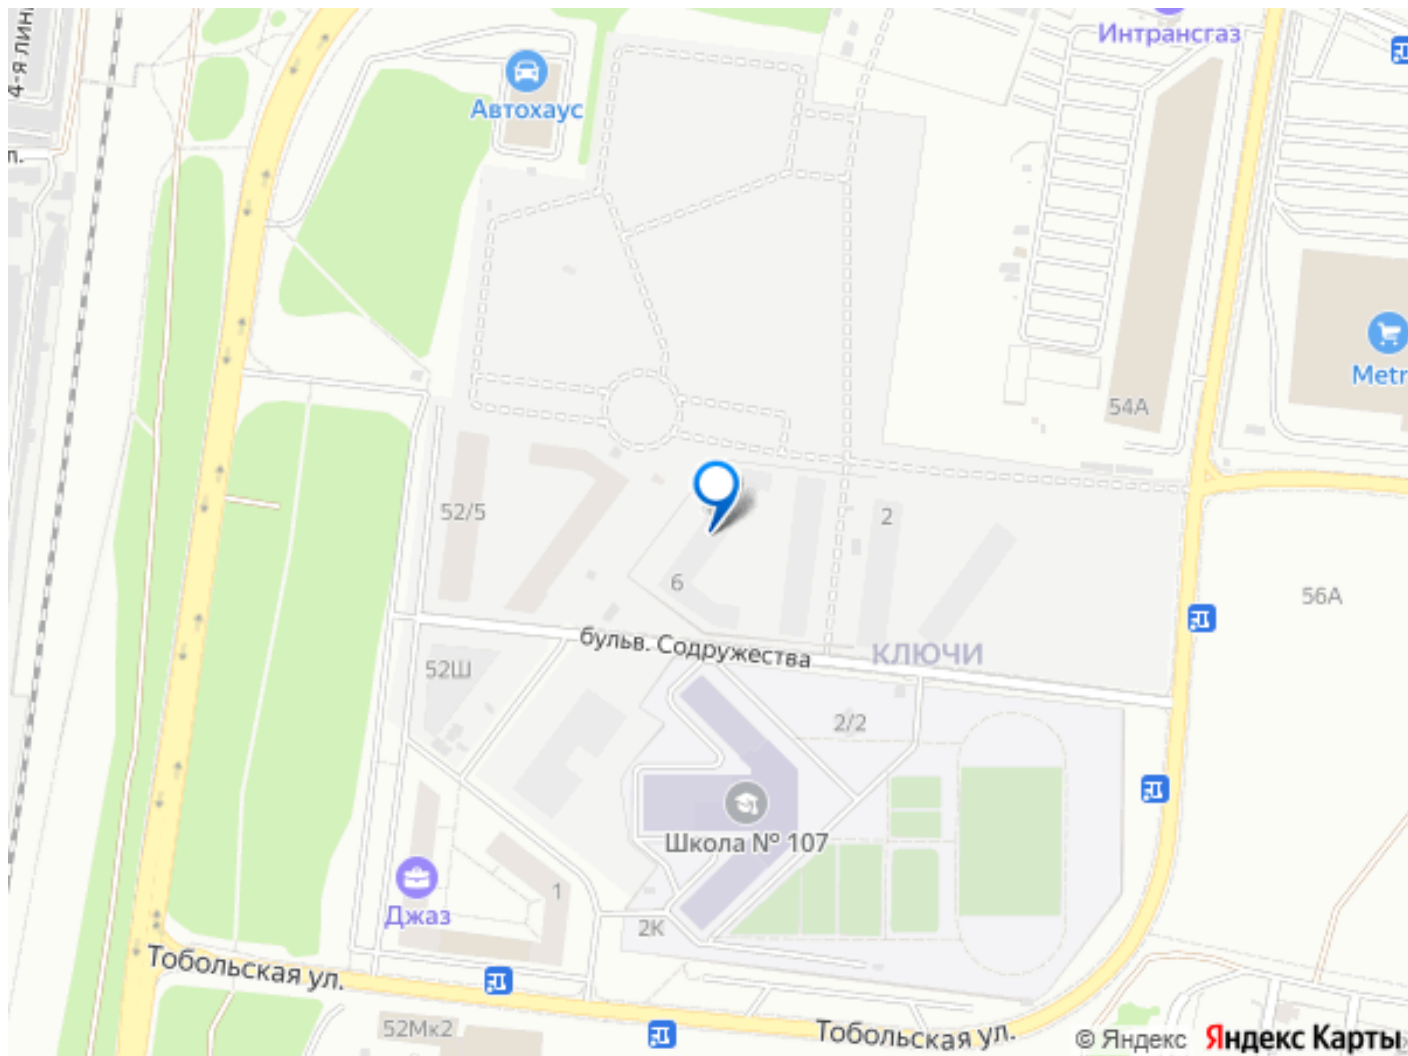 4-я лин
Интрансгаз
Автохаус
л.
Metr
54А
52/5
2
6
56А
бульв. Содружества
КЛЮЧИ
52Ш
2/2
Школа № 107
1
Джаз
2К
Тобольская ул.
52Мк2
Тобольская ул.
© Яндекс Яндекс Карты